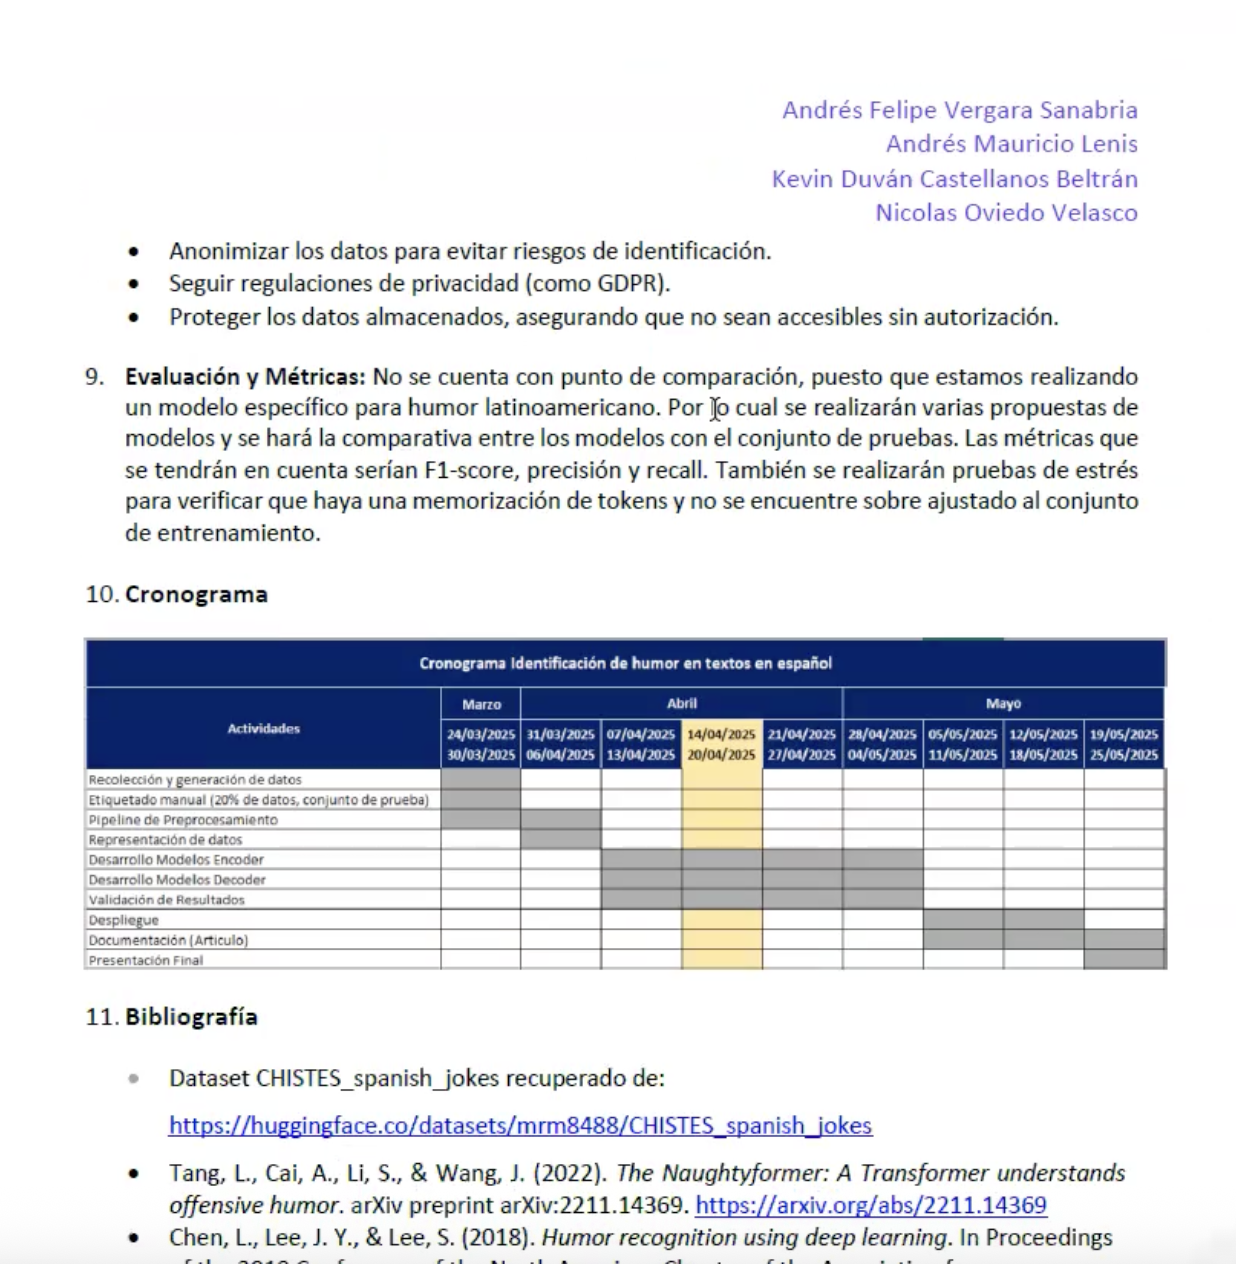 Andrés Felipe Vergara Sanabria
Andrés Mauricio Lenis
Kevin Duván Castellanos Beltrán
Nicolas Oviedo Velasco
• Anonimizar los datos para evitar riesgos de identificación.
• Seguir regulaciones de privacidad (como GDPR).
• Proteger los datos almacenados, asegurando que no sean accesibles sin autorización.
9. Evaluación y Métricas: No se cuenta con punto de comparación, puesto que estamos realizando
un modelo específico para humor latinoamericano. Por lo cual se realizarán varias propuestas de
modelos y se hará la comparativa entre los modelos con el conjunto de pruebas. Las métricas que
se tendrán en cuenta serían F1-score, precisión y recall. También se realizarán pruebas de estrés
para verificar que haya una memorización de tokens y no se encuentre sobre ajustado al conjunto
de entrenamiento.
10. Cronograma
Cronograma Identificación de humor en textos en español
Actividades
Marzo Abril Mayo
24/03/2025 31/03/2025 07/04/2025 14/04/2025 21/04/2025 28/04/2025 05/05/2025 12/05/2025 19/05/2025
30/03/2025 06/04/2025 13/04/2025 20/04/2025 27/04/2025 04/05/2025 11/05/2025 18/05/2025 25/05/2025
Recolección y generación de datos
Etiquetado manual (20% de datos, conjunto de prueba)
Pipeline de Preprocesamiento
Representación de datos
Desarrollo Modelos Encoder
Desarrollo Modelos Decoder
Validación de Resultados
Despliegue
Documentación (Articulo)
Presentación Final
11. Bibliografía
• Dataset CHISTES_spanish_jokes recuperado de:
https://huggingface.co/datasets/mrm8488/CHISTES_spanish_jokes
• Tang, L., Cai, A., Li, S., & Wang, J. (2022). The Naughtyformer: A Transformer understands
offensive humor. arXiv preprint arXiv:2211.14369. https://arxiv.org/abs/2211.14369
• Chen, L., Lee, J. Y., & Lee, S. (2018). Humor recognition using deep learning. In Proceedings